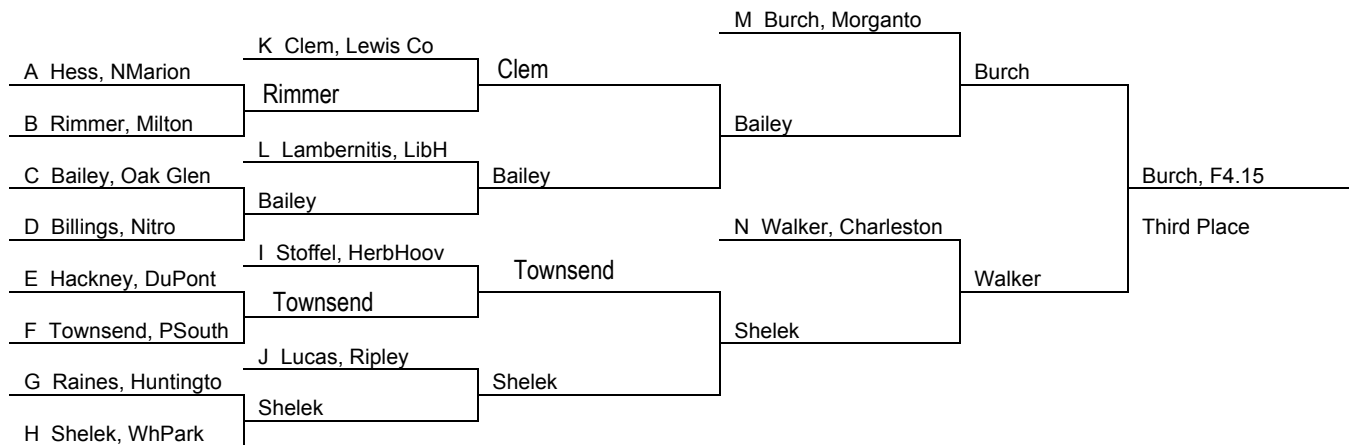 M Burch, Morganto
K Clem, Lewis Co
A Hess, NMarion
Clem
Burch
Rimmer
B Rimmer, Milton
Bailey
L Lambernitis, LibH
C Bailey, Oak Glen
Bailey
Burch, F4.15
Bailey
D Billings, Nitro
N Walker, Charleston
Third Place
I Stoffel, HerbHoov
E Hackney, DuPont
Townsend
Walker
Townsend
F Townsend, PSouth
Shelek
J Lucas, Ripley
G Raines, Huntingto
Shelek
Shelek
H Shelek, WhPark